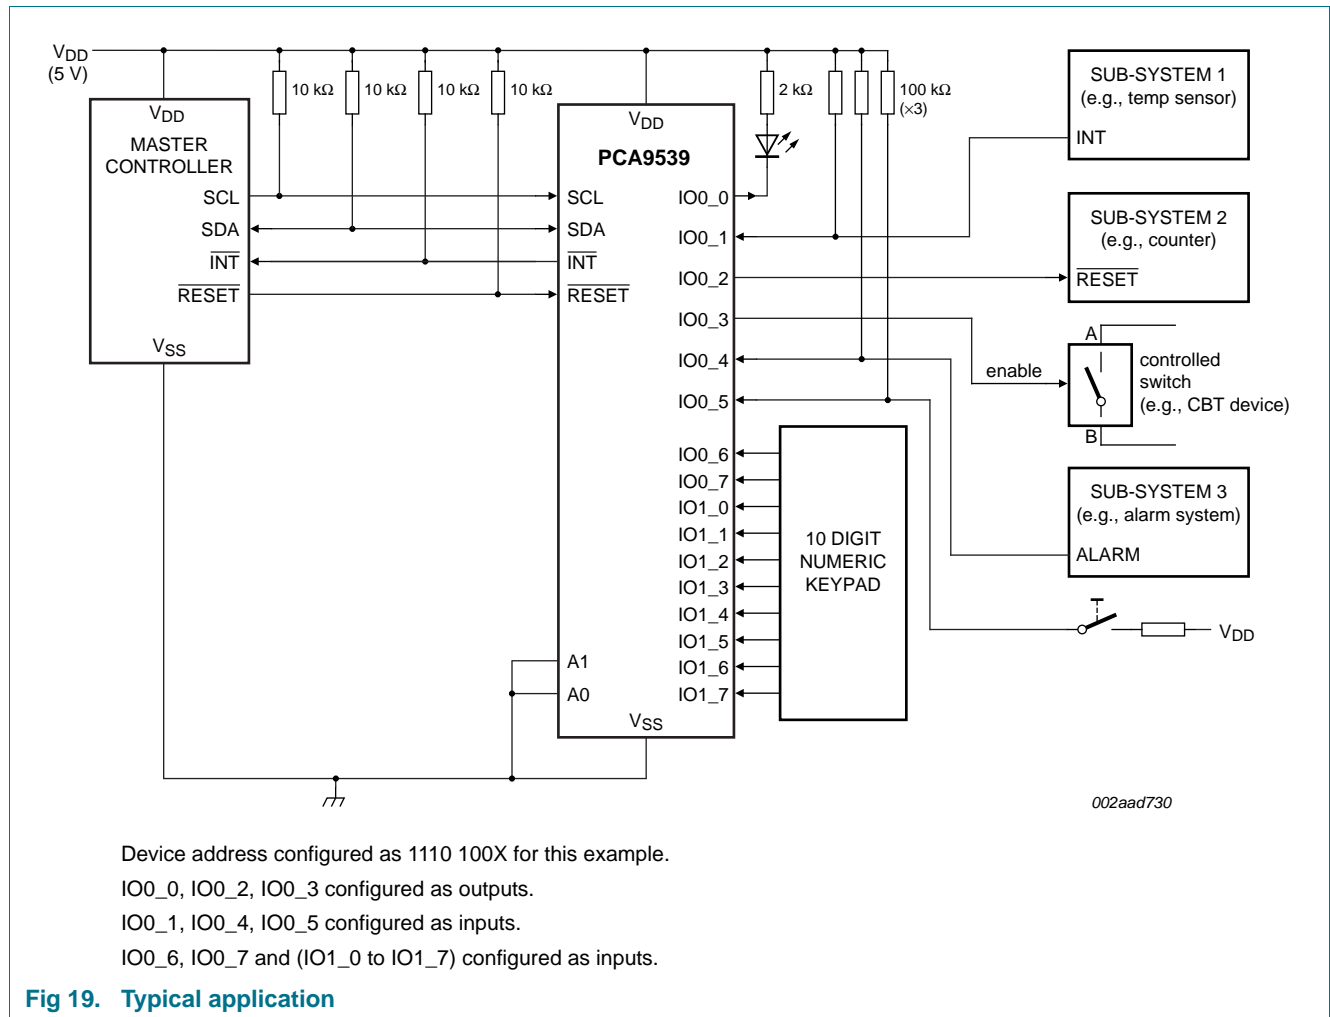 VDD
(5 V)
10 kΩ
10 kΩ
10 kΩ
10 kΩ
2 kΩ
100 kΩ
(×3)
VDD
MASTER
CONTROLLER
SCL
SDA
INT
RESET
VSS
VDD
PCA9539
SCL
SDA
INT
RESET
A1
A0
VSS
IO0_0
IO0_1
IO0_2
IO0_3
IO0_4
IO0_5
IO0_6
IO0_7
IO1_0
IO1_1
IO1_2
IO1_3
IO1_4
IO1_5
IO1_6
IO1_7
10 DIGIT
NUMERIC
KEYPAD
SUB-SYSTEM 1
(e.g., temp sensor)
INT
SUB-SYSTEM 2
(e.g., counter)
RESET
A
enable
controlled
switch
(e.g., CBT device)
B
SUB-SYSTEM 3
(e.g., alarm system)
ALARM
VDD
002aad730
Device address configured as 1110 100X for this example.
IO0_0, IO0_2, IO0_3 configured as outputs.
IO0_1, IO0_4, IO0_5 configured as inputs.
IO0_6, IO0_7 and (IO1_0 to IO1_7) configured as inputs.
Fig 19. Typical application